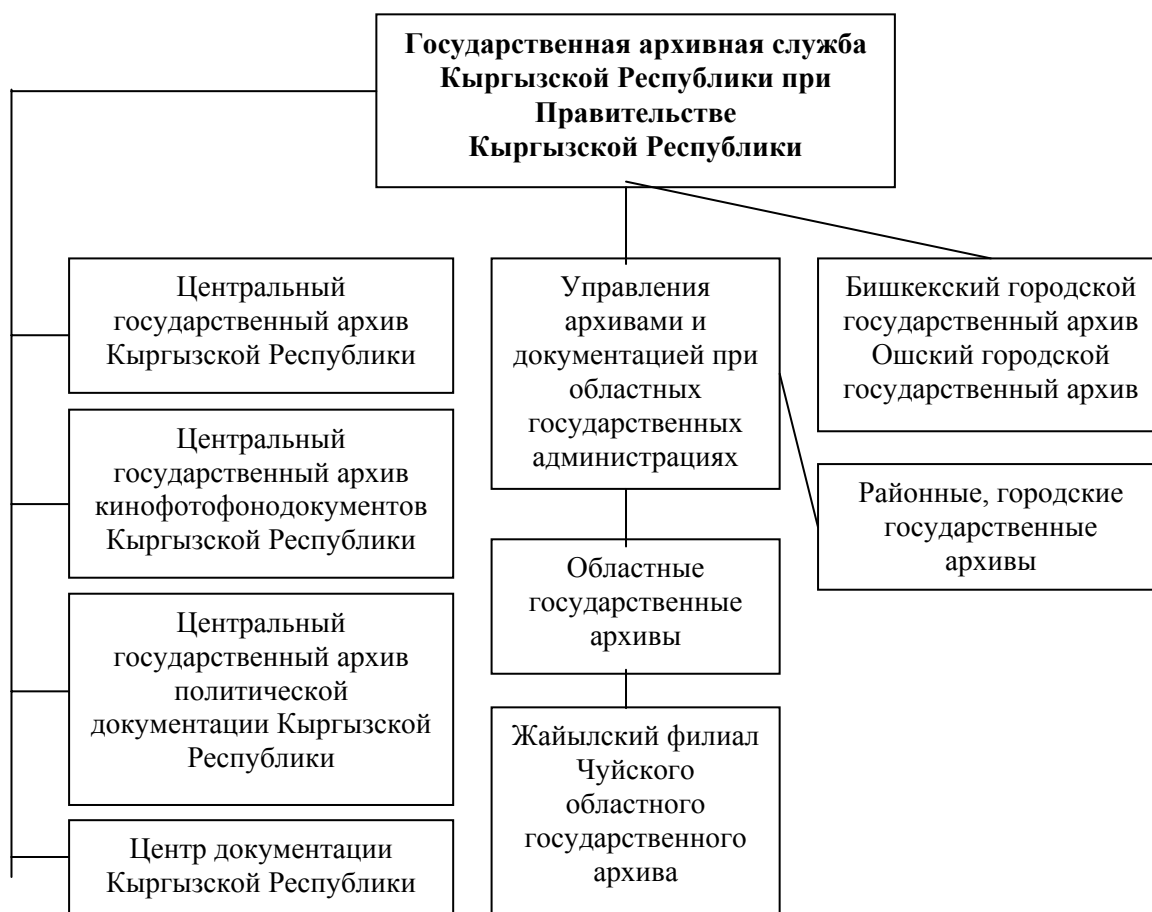 Государственная архивная служба
Кыргызской Республики при
Правительстве
Кыргызской Республики
Центральный
государственный архив
Кыргызской Республики
Центральный
государственный архив
кинофотофонодокументов
Кыргызской Республики
Центральный
государственный архив
политической
документации Кыргызской
Республики
Центр документации
Кыргызской Республики
Управления
архивами и
документацией при
областных
государственных
администрациях
Областные
государственные
архивы
Жайылский филиал
Чуйского
областного
государственного
архива
Бишкекский городской
государственный архив
Ошский городской
государственный архив
Районные, городские
государственные
архивы